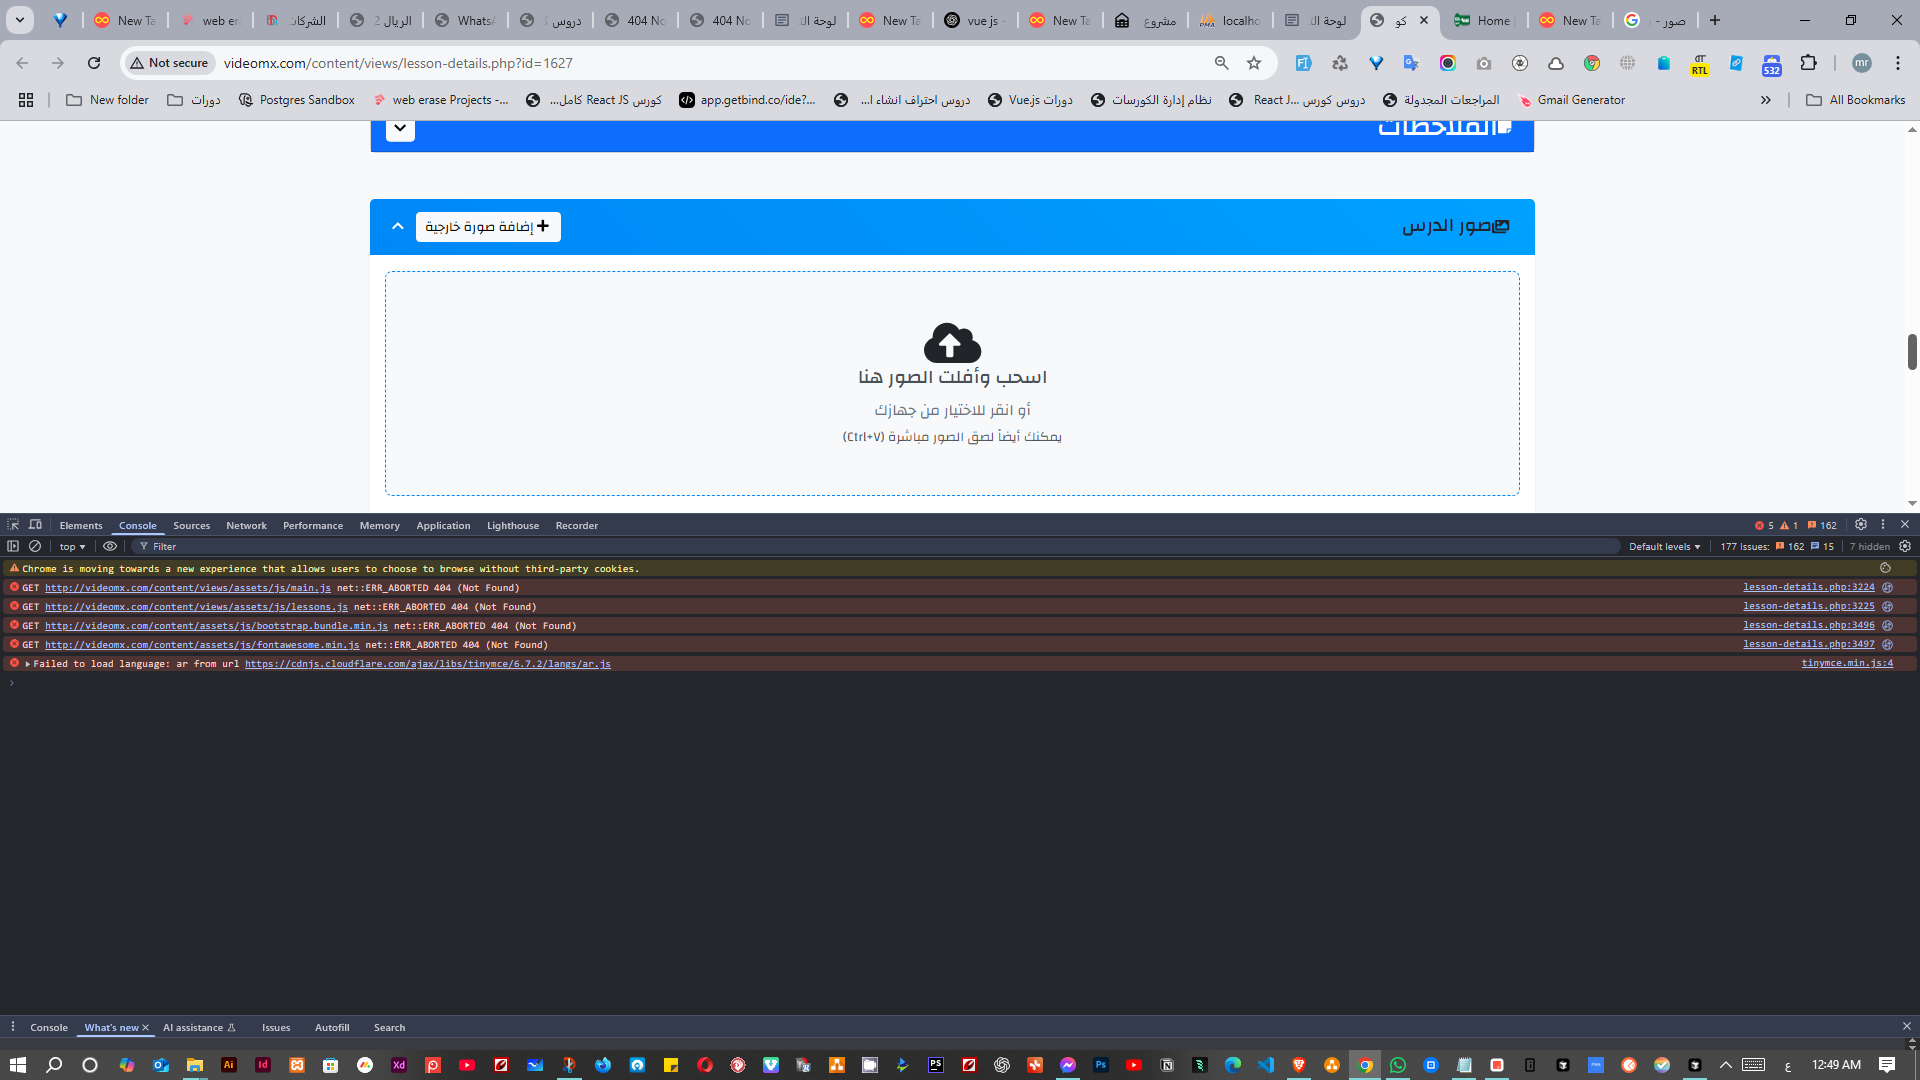 New Ta
web era
الشركات
الريال 2
WhatsA
دروس
404 No
404 No
لوحة الت
New Ta
vue js -
New Ta
مشروع
localho
لوحة الت
كو
Home
New Ta
صور -
Not secure
videomx.com/content/views/lesson-details.php?id=1627
RTL
532
mr
New folder
دورات
Postgres Sandbox
web erase Projects -...
كورس React JS كامل...
app.getbind.co/ide?...
دروس احتراف انشاء ا...
دورات Vue.js
نظام إدارة الكورسات
دروس كورس React J...
المراجعات المجدولة
Gmail Generator
All Bookmarks
الملاحظات
صور الدرس
إضافة صورة خارجية
اسحب وأفلت الصور هنا
أو انقر للاختيار من جهازك
يمكنك أيضاً لصق الصور مباشرة (Ctrl+V)
Elements
Console
Sources
Network
Performance
Memory
Application
Lighthouse
Recorder
5
1
162
top
Filter
Default levels
177 Issues:
162
15
7 hidden
Chrome is moving towards a new experience that allows users to choose to browse without third-party cookies.
GET http://videomx.com/content/views/assets/js/main.js net::ERR_ABORTED 404 (Not Found)
lesson-details.php:3224
GET http://videomx.com/content/views/assets/js/lessons.js net::ERR_ABORTED 404 (Not Found)
lesson-details.php:3225
GET http://videomx.com/content/assets/js/bootstrap.bundle.min.js net::ERR_ABORTED 404 (Not Found)
lesson-details.php:3496
GET http://videomx.com/content/assets/js/fontawesome.min.js net::ERR_ABORTED 404 (Not Found)
lesson-details.php:3497
Failed to load language: ar from url https://cdnjs.cloudflare.com/ajax/libs/tinymce/6.7.2/langs/ar.js
tinymce.min.js:4
Console
What's new
AI assistance
Issues
Autofill
Search
Ai
Id
Xd
PS
Ps
ع
12:49 AM